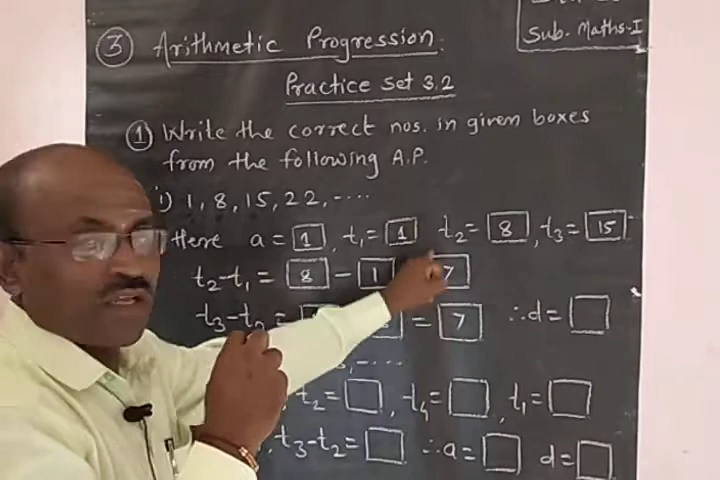 Sub. Maths-I
③ Arithmetic Progression
Practice Set 3.2
① Write the correct nos. in given boxes
from the following A.P.
i) 1, 8, 15, 22, ....
Here a = 1, t₁ = 1 t₂ = 8, t₃ = 15
t₂-t₁ = 8 - 1 7
t₃-t₂ = = 7 ∴d=
, ....
t₂= , t₄= , t₁=
t₃-t₂= ∴a= d=